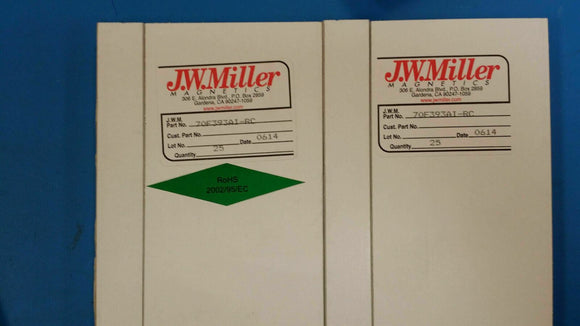 J.W.Miller
MAGNETICS
306 E. Alondra Blvd., P.O. Box 2859
Gardena, CA 90247-1059
www.jwmiller.com
J.W.M.
Part No. 70F393AI-RC
Cust. Part No.
Lot No. Date 0614
Quantity 25
RoHS
2002/95/EC
J.W.Miller
MAGNETICS
306 E. Alondra Blvd., P.O. Box 2859
Gardena, CA 90247-1059
www.jwmiller.com
J.W.M.
Part No. 70F393AI-RC
Cust. Part No.
Lot No. Date 0614
Quantity 25